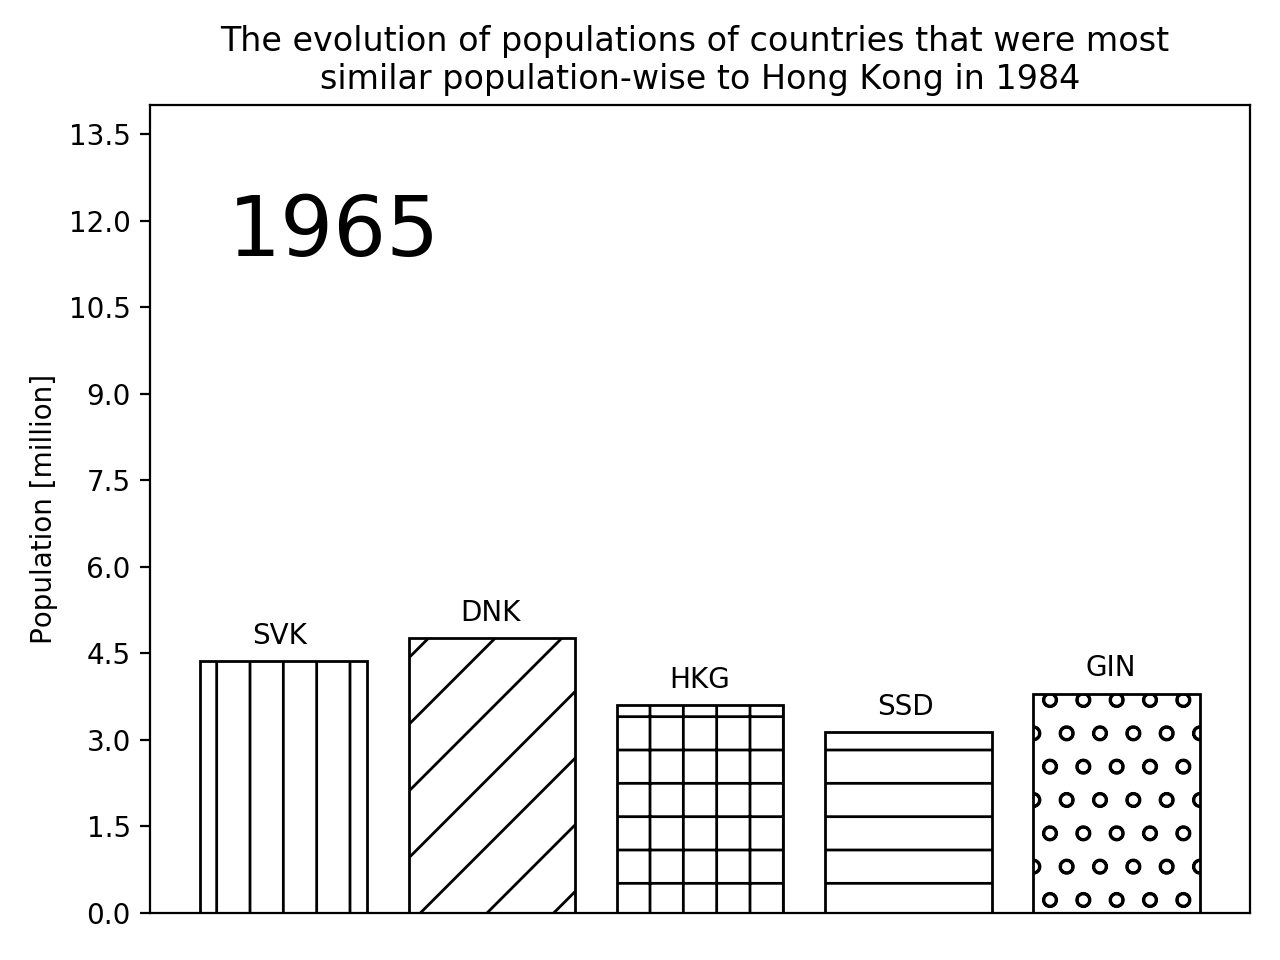 The evolution of populations of countries that were most
similar population-wise to Hong Kong in 1984
13.5
12.0
10.5
9.0
7.5
6.0
4.5
3.0
1.5
0.0
Population [million]
1965
SVK
DNK
HKG
SSD
GIN